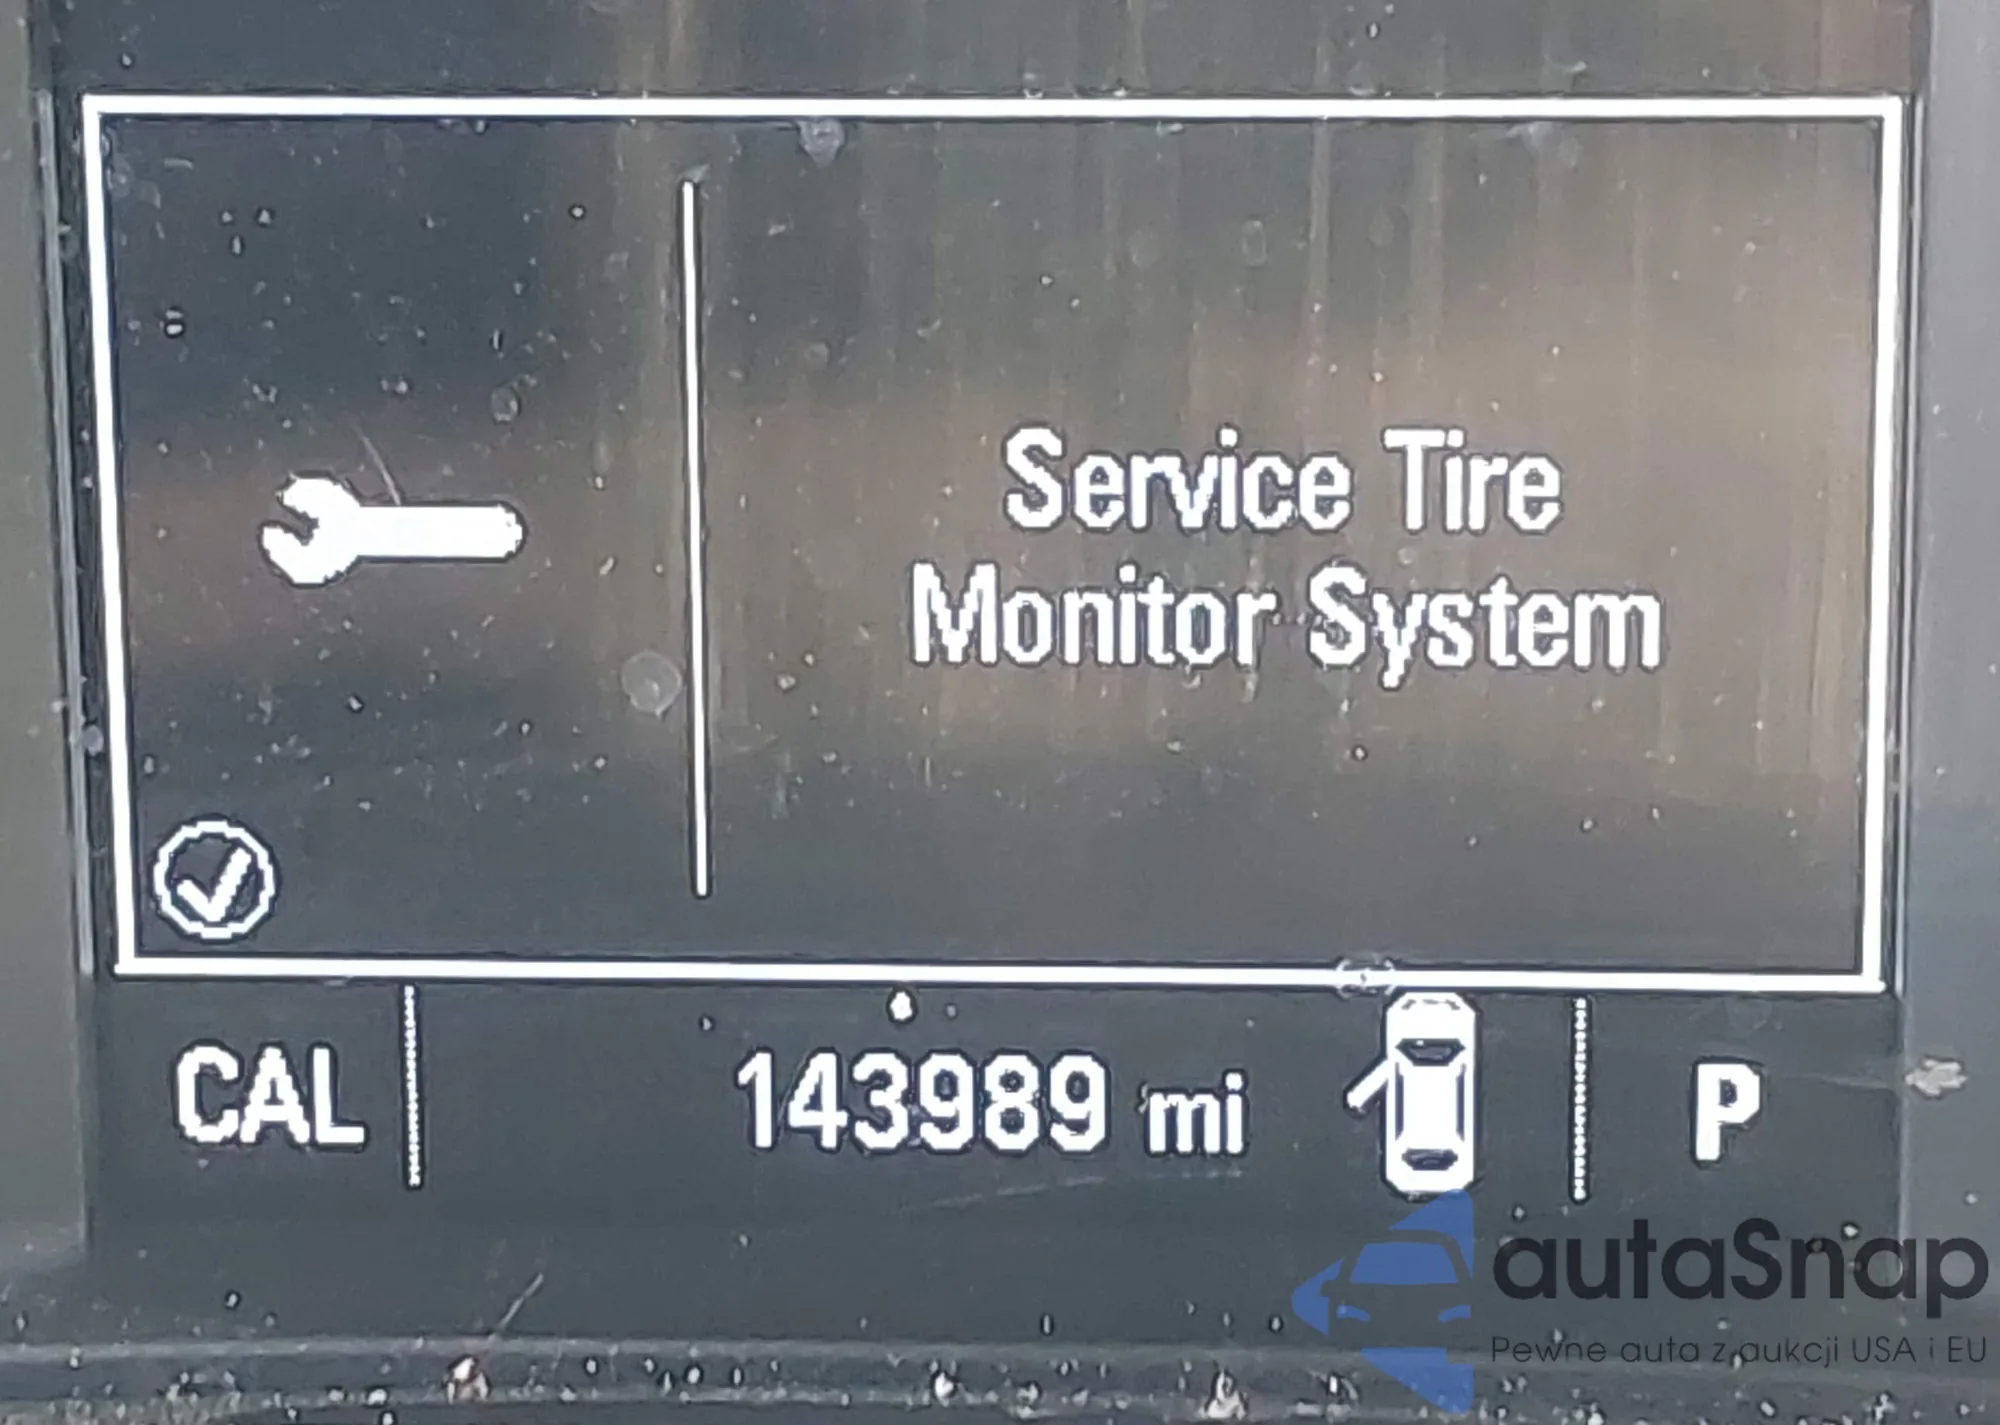 Service Tire
Monitor System
CAL
143989 mi
P
autaSnap
Pewne auta z aukcji USA i EU